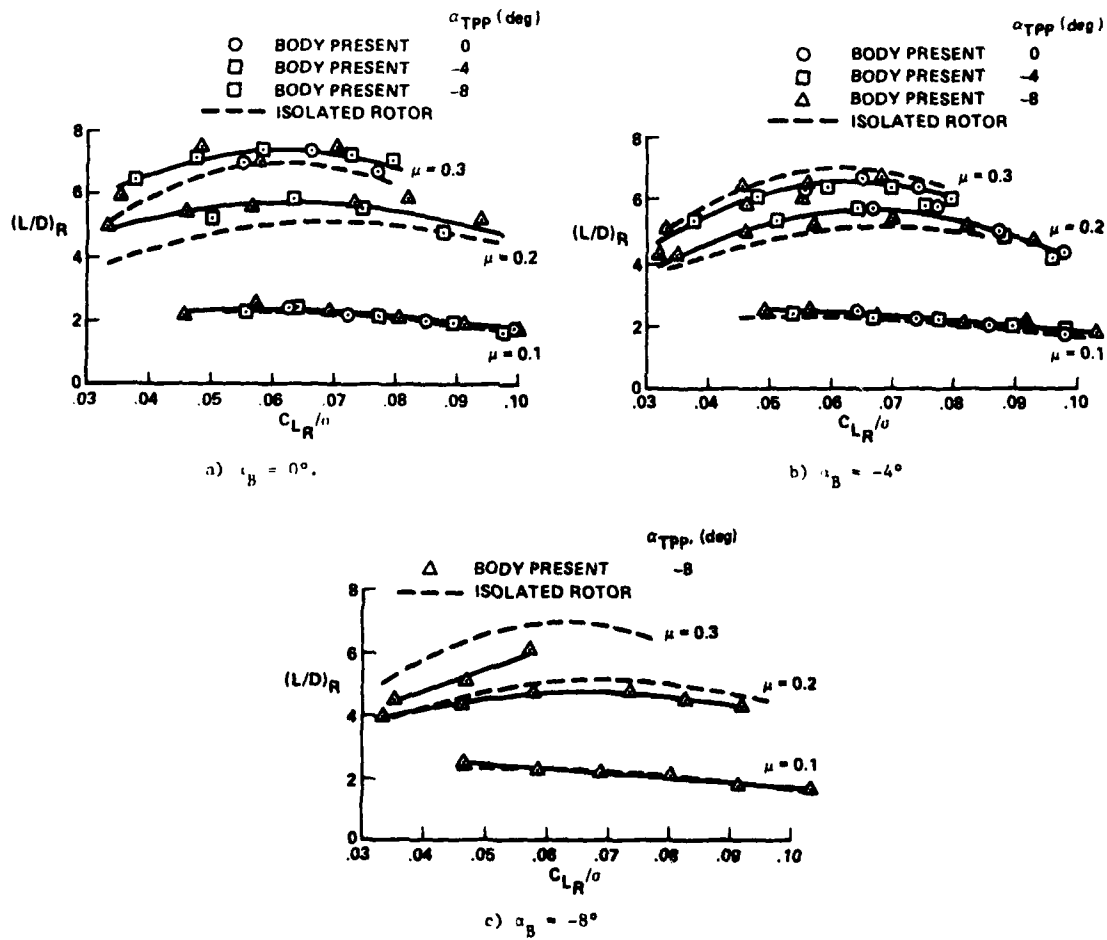 α_TPP (deg)
BODY PRESENT 0
BODY PRESENT -4
BODY PRESENT -8
ISOLATED ROTOR
8
6
4
2
0
(L/D)_R
μ = 0.3
μ = 0.2
μ = 0.1
.03 .04 .05 .06 .07 .08 .09 .10
C_L_R/σ
a) α_B = 0°.
α_TPP (deg)
BODY PRESENT 0
BODY PRESENT -4
BODY PRESENT -8
ISOLATED ROTOR
8
6
4
2
0
(L/D)_R
μ = 0.3
μ = 0.2
μ = 0.1
.03 .04 .05 .06 .07 .08 .09 .10
C_L_R/σ
b) α_B = -4°
α_TPP, (deg)
BODY PRESENT -8
ISOLATED ROTOR
8
6
4
2
0
(L/D)_R
μ = 0.3
μ = 0.2
μ = 0.1
.03 .04 .05 .06 .07 .08 .09 .10
C_L_R/σ
c) α_B = -8°